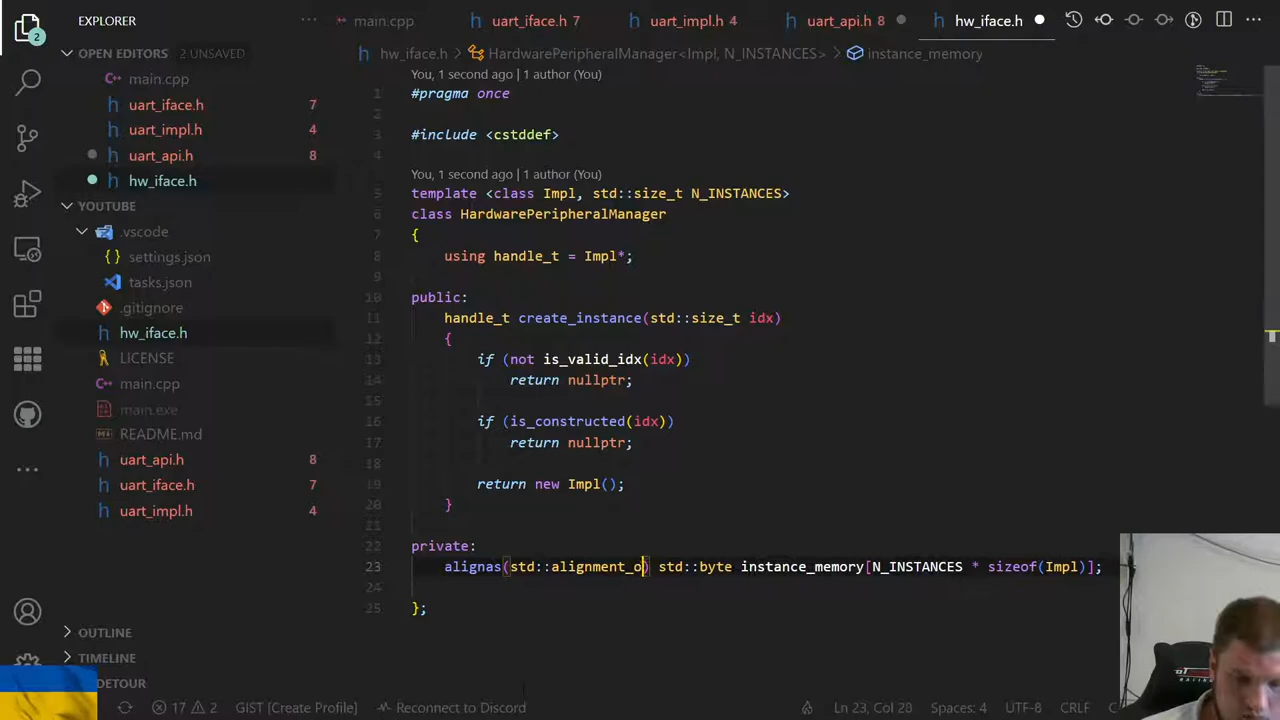 EXPLORER
OPEN EDITORS 2 UNSAVED
main.cpp
uart_iface.h 7
uart_impl.h 4
uart_api.h 8
hw_iface.h
YOUTUBE
.vscode
settings.json
tasks.json
.gitignore
hw_iface.h
LICENSE
main.cpp
main.exe
README.md
uart_api.h 8
uart_iface.h 7
uart_impl.h 4
OUTLINE
TIMELINE
DETOUR
2
main.cpp
uart_iface.h 7
uart_impl.h 4
uart_api.h 8
hw_iface.h
hw_iface.h > HardwarePeripheralManager<Impl, N_INSTANCES> > instance_memory
You, 1 second ago | 1 author (You)
1 #pragma once
2
3 #include <cstddef>
4
You, 1 second ago | 1 author (You)
5 template <class Impl, std::size_t N_INSTANCES>
6 class HardwarePeripheralManager
7 {
8 using handle_t = Impl*;
9
10 public:
11 handle_t create_instance(std::size_t idx)
12 {
13 if (not is_valid_idx(idx))
14 return nullptr;
15
16 if (is_constructed(idx))
17 return nullptr;
18
19 return new Impl();
20 }
21
22 private:
23 alignas(std::alignment_o) std::byte instance_memory[N_INSTANCES * sizeof(Impl)];
24
25 };
17 2 GIST [Create Profile] Reconnect to Discord Ln 23, Col 28 Spaces: 4 UTF-8 CRLF